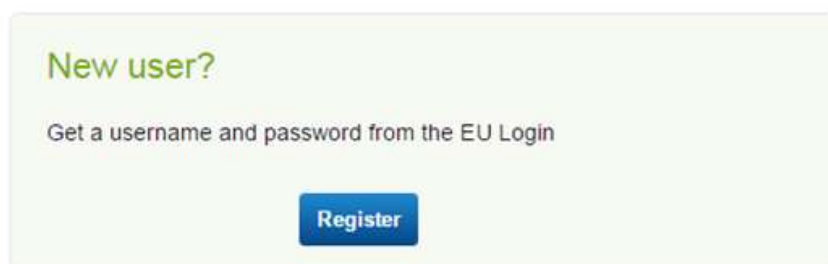 New user?
Get a username and password from the EU Login
Register